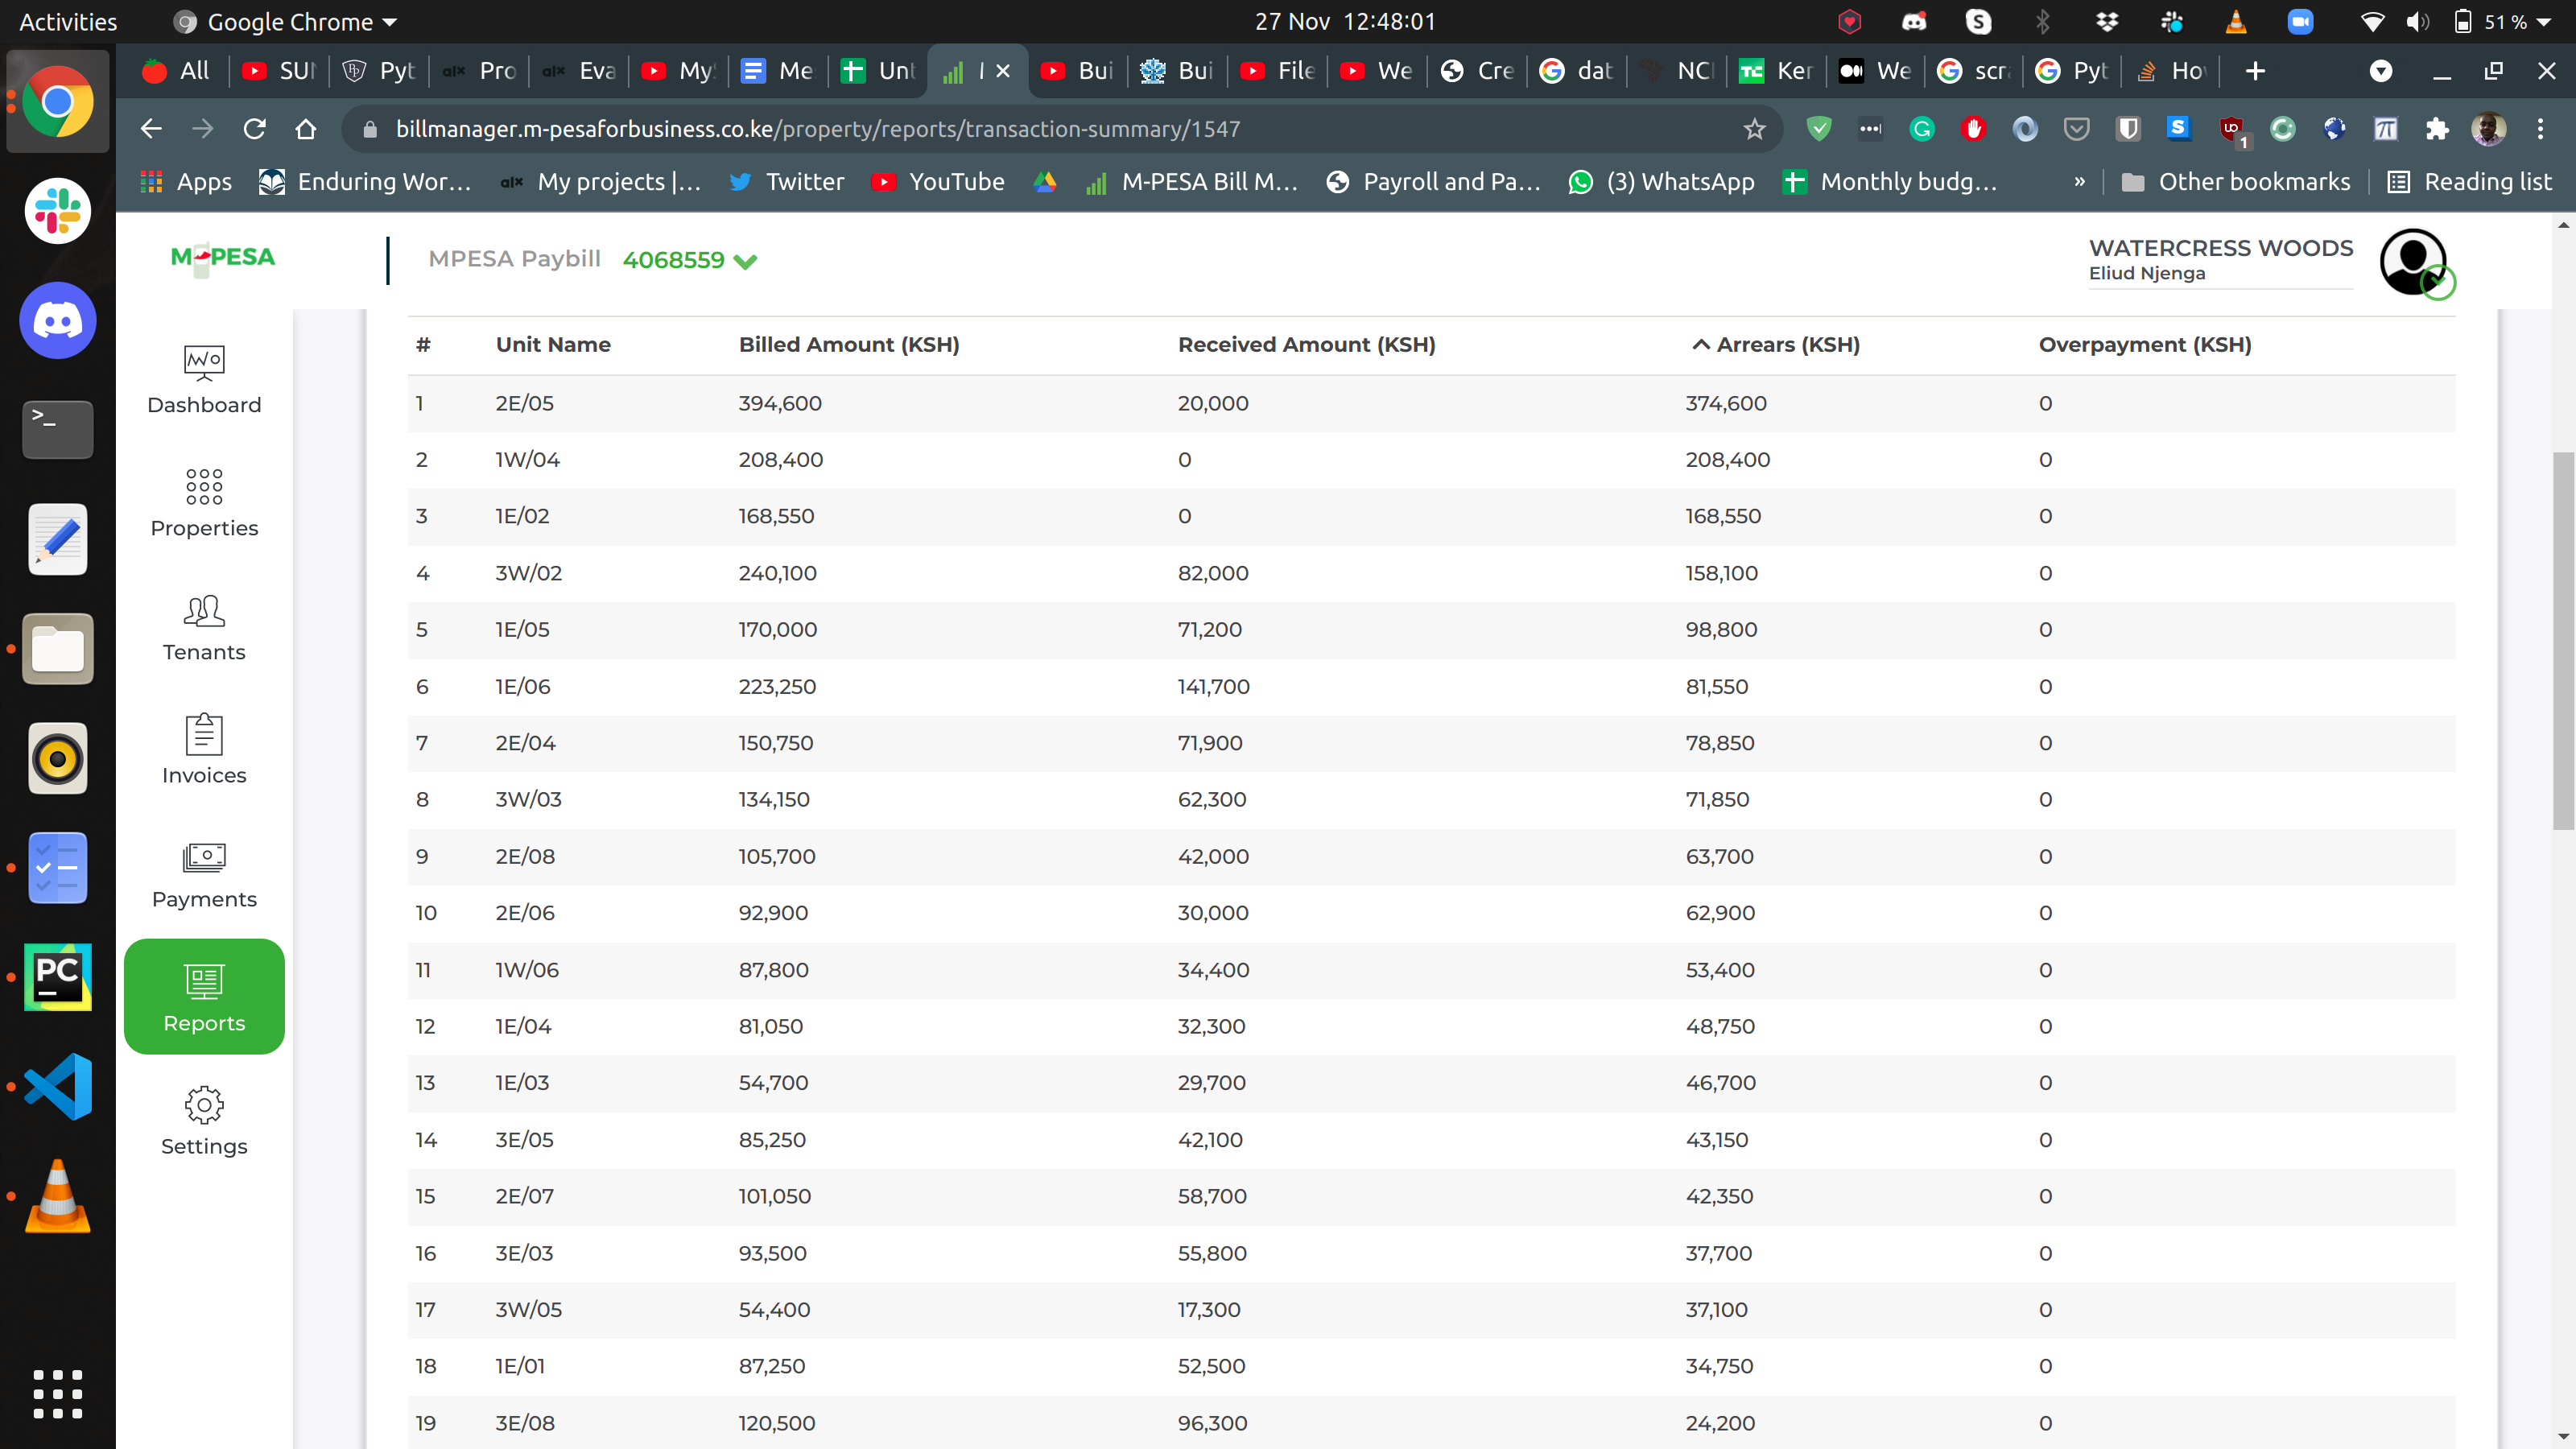 Activities Google Chrome 27 Nov 12:48:01 51 %
All SUN Pyt Pro Eva My Me Unt Bui Bui File We Cre dat NCI Ker We scra Pyt Hov
billmanager.m-pesaforbusiness.co.ke/property/reports/transaction-summary/1547
Apps Enduring Wor... My projects |... Twitter YouTube M-PESA Bill M... Payroll and Pa... (3) WhatsApp Monthly budg... » Other bookmarks Reading list
M-PESA MPESA Paybill 4068559 WATERCRESS WOODS
Eliud Njenga
Dashboard
Properties
Tenants
Invoices
Payments
Reports
Settings
# Unit Name Billed Amount (KSH) Received Amount (KSH) Arrears (KSH) Overpayment (KSH)
1 2E/05 394,600 20,000 374,600 0
2 1W/04 208,400 0 208,400 0
3 1E/02 168,550 0 168,550 0
4 3W/02 240,100 82,000 158,100 0
5 1E/05 170,000 71,200 98,800 0
6 1E/06 223,250 141,700 81,550 0
7 2E/04 150,750 71,900 78,850 0
8 3W/03 134,150 62,300 71,850 0
9 2E/08 105,700 42,000 63,700 0
10 2E/06 92,900 30,000 62,900 0
11 1W/06 87,800 34,400 53,400 0
12 1E/04 81,050 32,300 48,750 0
13 1E/03 54,700 29,700 46,700 0
14 3E/05 85,250 42,100 43,150 0
15 2E/07 101,050 58,700 42,350 0
16 3E/03 93,500 55,800 37,700 0
17 3W/05 54,400 17,300 37,100 0
18 1E/01 87,250 52,500 34,750 0
19 3E/08 120,500 96,300 24,200 0